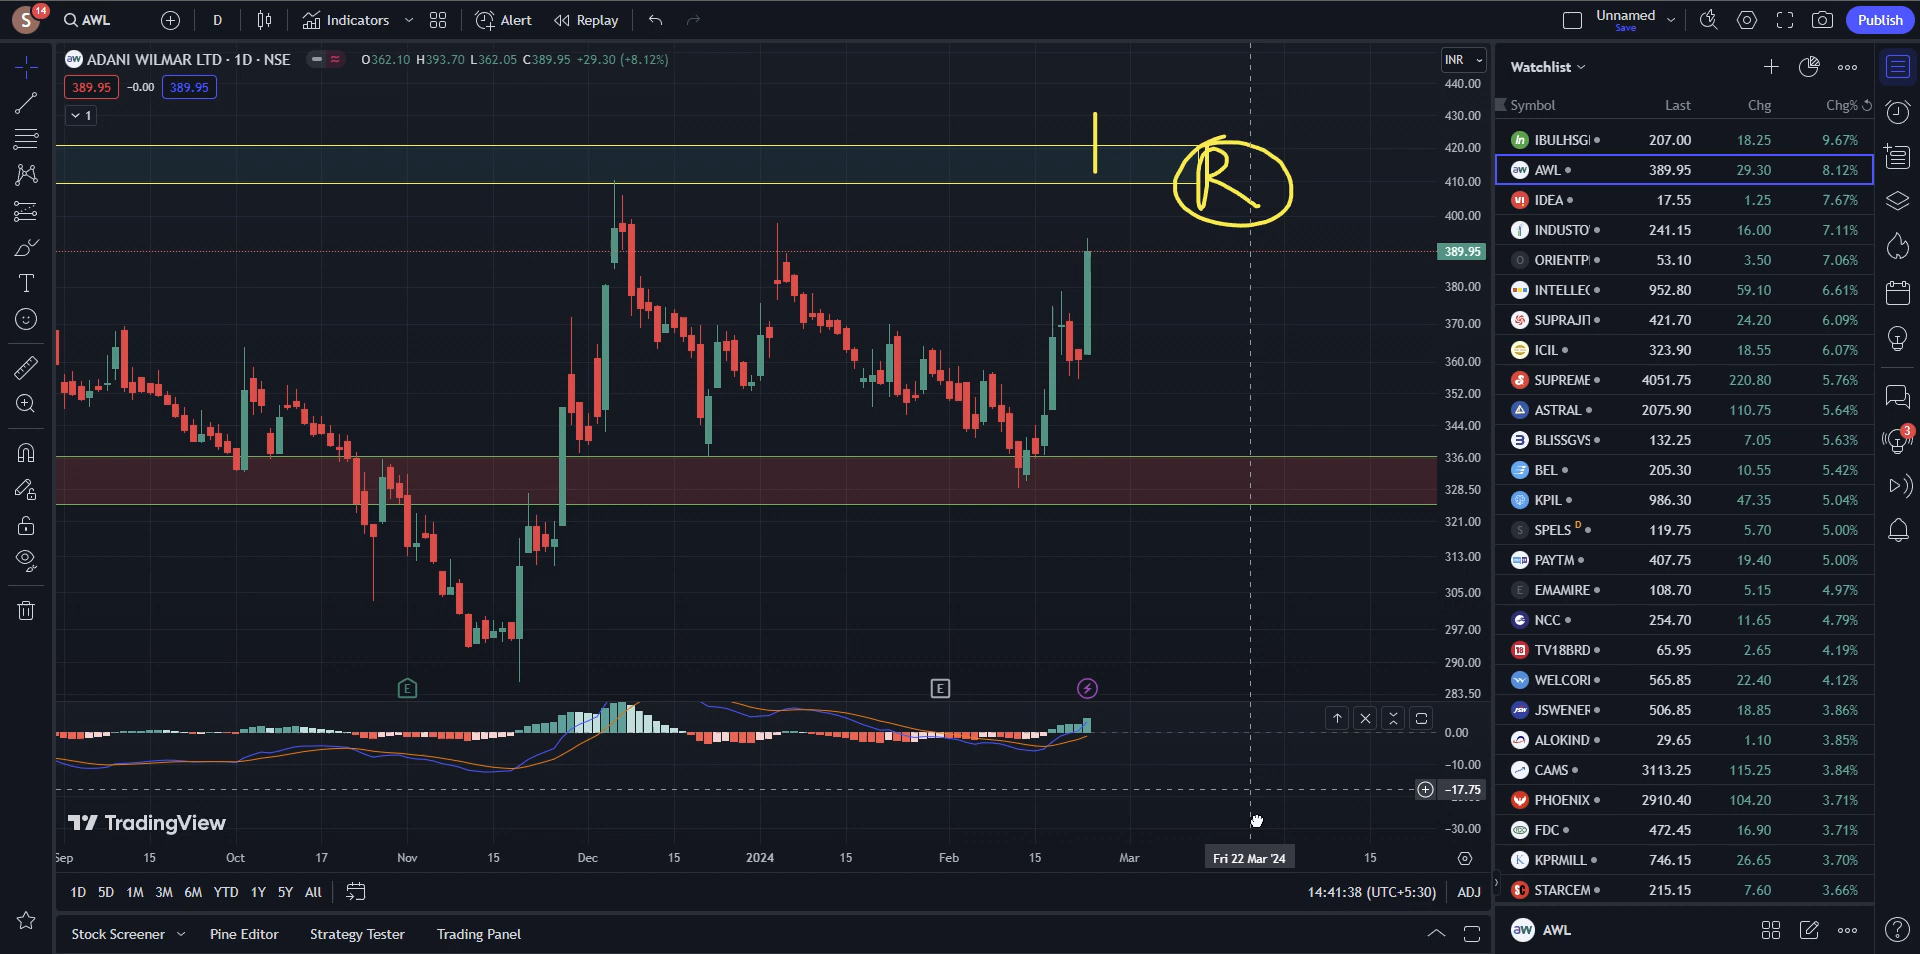 S 14 AWL D Indicators Alert Replay Unnamed Save Publish
ADANI WILMAR LTD · 1D · NSE O362.10 H393.70 L362.05 C389.95 +29.30 (+8.12%) INR
389.95 -0.00 389.95
1
440.00
430.00
420.00
410.00
400.00
389.95
380.00
370.00
360.00
352.00
344.00
336.00
328.50
321.00
313.00
305.00
297.00
290.00
283.50
R
E E
0.00
−10.00
−17.75
−30.00
TradingView
Sep 15 Oct 17 Nov 15 Dec 15 2024 15 Feb 15 Mar Fri 22 Mar '24 15
1D 5D 1M 3M 6M YTD 1Y 5Y All 14:41:38 (UTC+5:30) ADJ
Stock Screener Pine Editor Strategy Tester Trading Panel
Watchlist
Symbol Last Chg Chg%
IBULHSGI 207.00 18.25 9.67%
AWL 389.95 29.30 8.12%
IDEA 17.55 1.25 7.67%
INDUSTO 241.15 16.00 7.11%
ORIENTPI 53.10 3.50 7.06%
INTELLEC 952.80 59.10 6.61%
SUPRAJIT 421.70 24.20 6.09%
ICIL 323.90 18.55 6.07%
SUPREME 4051.75 220.80 5.76%
ASTRAL 2075.90 110.75 5.64%
BLISSGVS 132.25 7.05 5.63%
BEL 205.30 10.55 5.42%
KPIL 986.30 47.35 5.04%
SPELS D 119.75 5.70 5.00%
PAYTM 407.75 19.40 5.00%
EMAMIRE 108.70 5.15 4.97%
NCC 254.70 11.65 4.79%
TV18BRD 65.95 2.65 4.19%
WELCORI 565.85 22.40 4.12%
JSWENER 506.85 18.85 3.86%
ALOKIND 29.65 1.10 3.85%
CAMS 3113.25 115.25 3.84%
PHOENIX 2910.40 104.20 3.71%
FDC 472.45 16.90 3.71%
KPRMILL 746.15 26.65 3.70%
STARCEM 215.15 7.60 3.66%
aw AWL
3